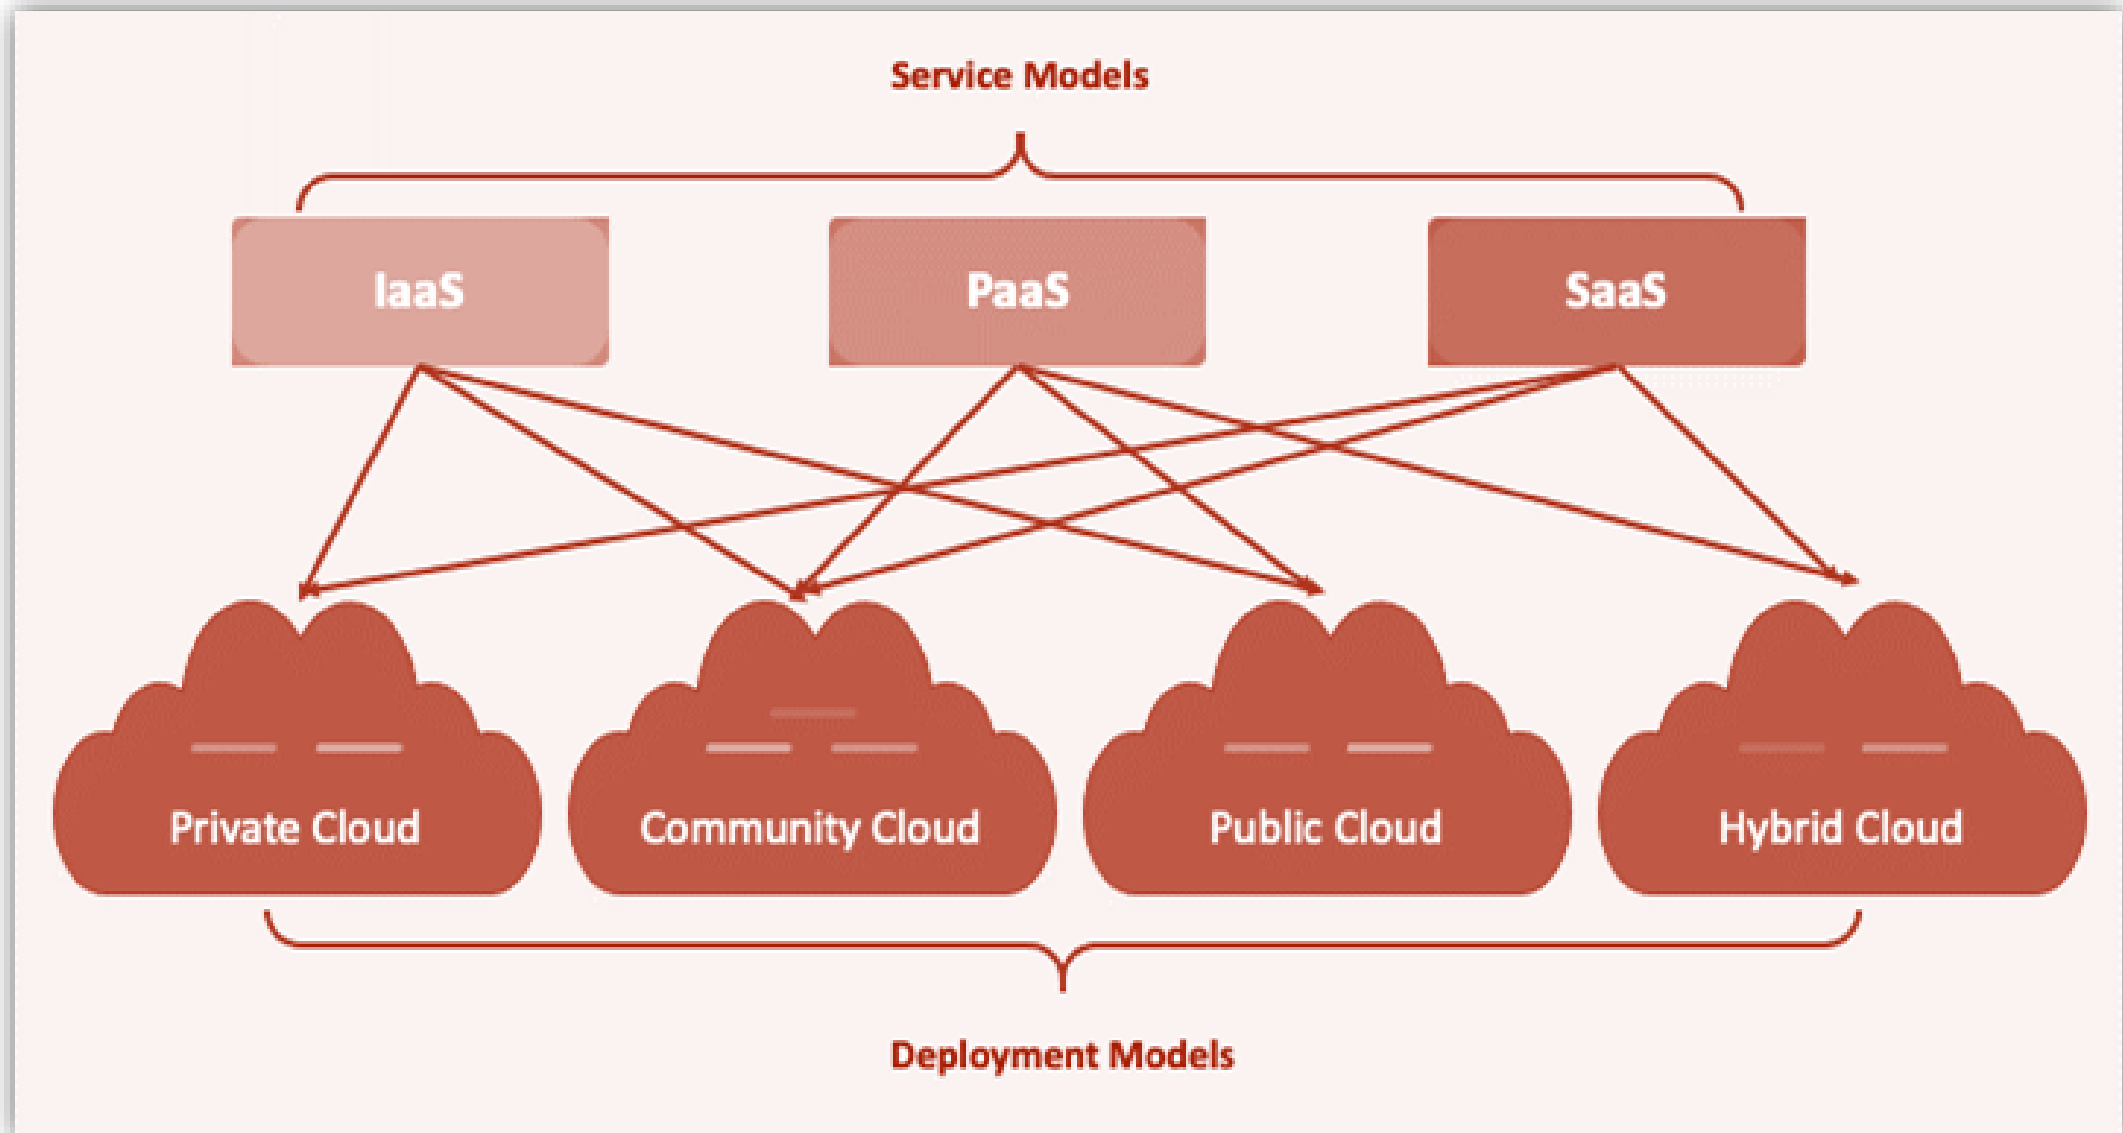 Service Models
IaaS
PaaS
SaaS
Private Cloud
Community Cloud
Public Cloud
Hybrid Cloud
Deployment Models